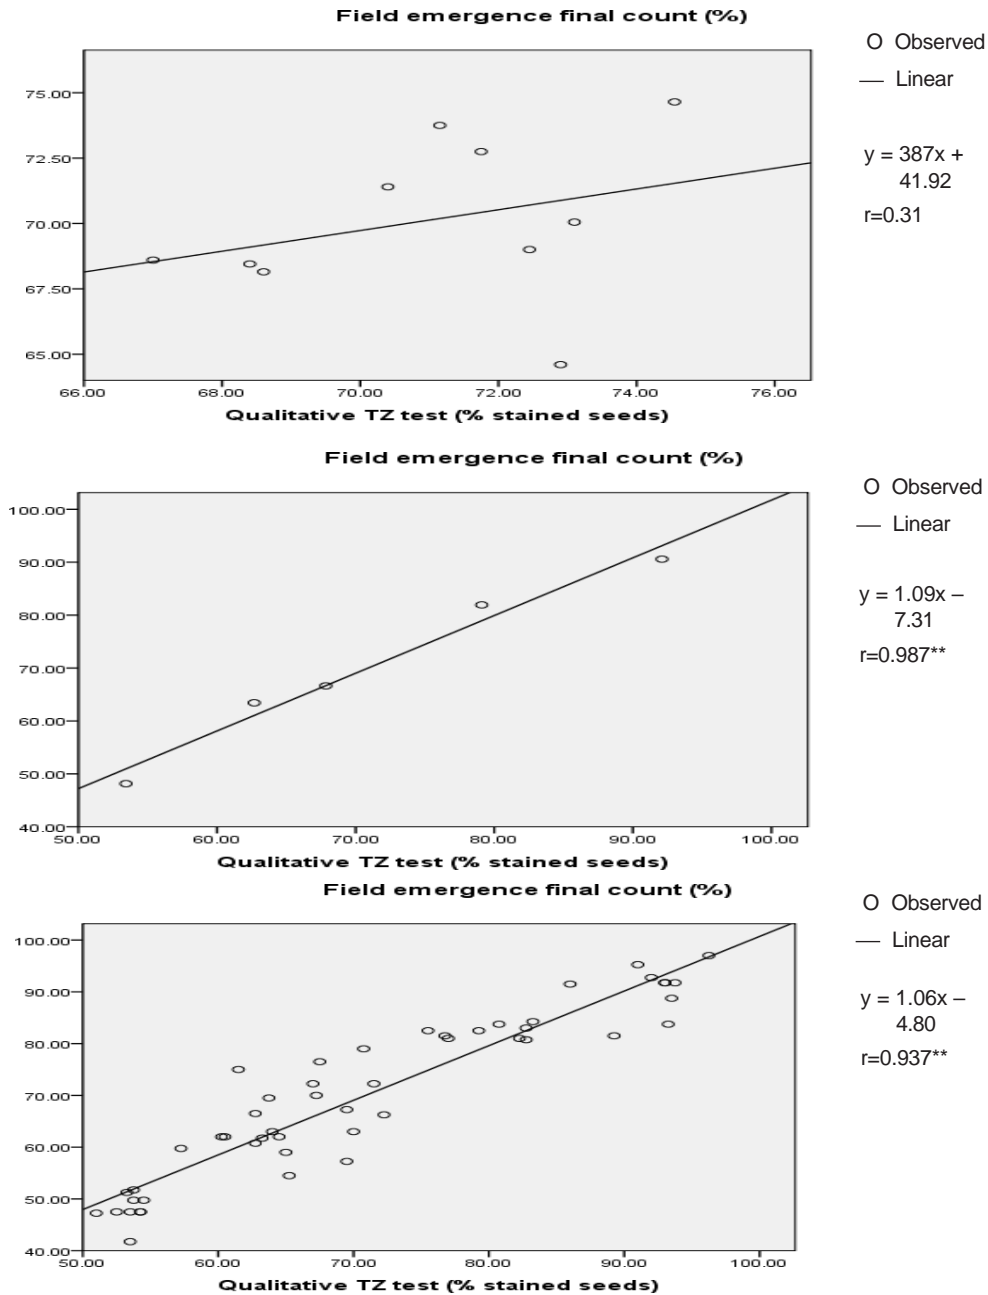 Field emergence final count (%)
O Observed
— Linear
y = 387x +
41.92
r=0.31
75.00
72.50
70.00
67.50
65.00
66.00 68.00 70.00 72.00 74.00 76.00
Qualitative TZ test (% stained seeds)
Field emergence final count (%)
O Observed
— Linear
y = 1.09x –
7.31
r=0.987**
100.00
90.00
80.00
70.00
60.00
50.00
40.00
50.00 60.00 70.00 80.00 90.00 100.00
Qualitative TZ test (% stained seeds)
Field emergence final count (%)
O Observed
— Linear
y = 1.06x –
4.80
r=0.937**
100.00
90.00
80.00
70.00
60.00
50.00
40.00
50.00 60.00 70.00 80.00 90.00 100.00
Qualitative TZ test (% stained seeds)